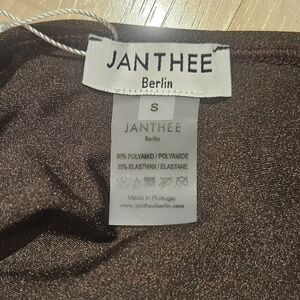 JANTHEE
Berlin
S
JANTHEE
Berlin
80% POLYAMID / POLYAMIDE
20% ELASTHAN / ELASTANE
Made in Portugal
www.jantheeberlin.com